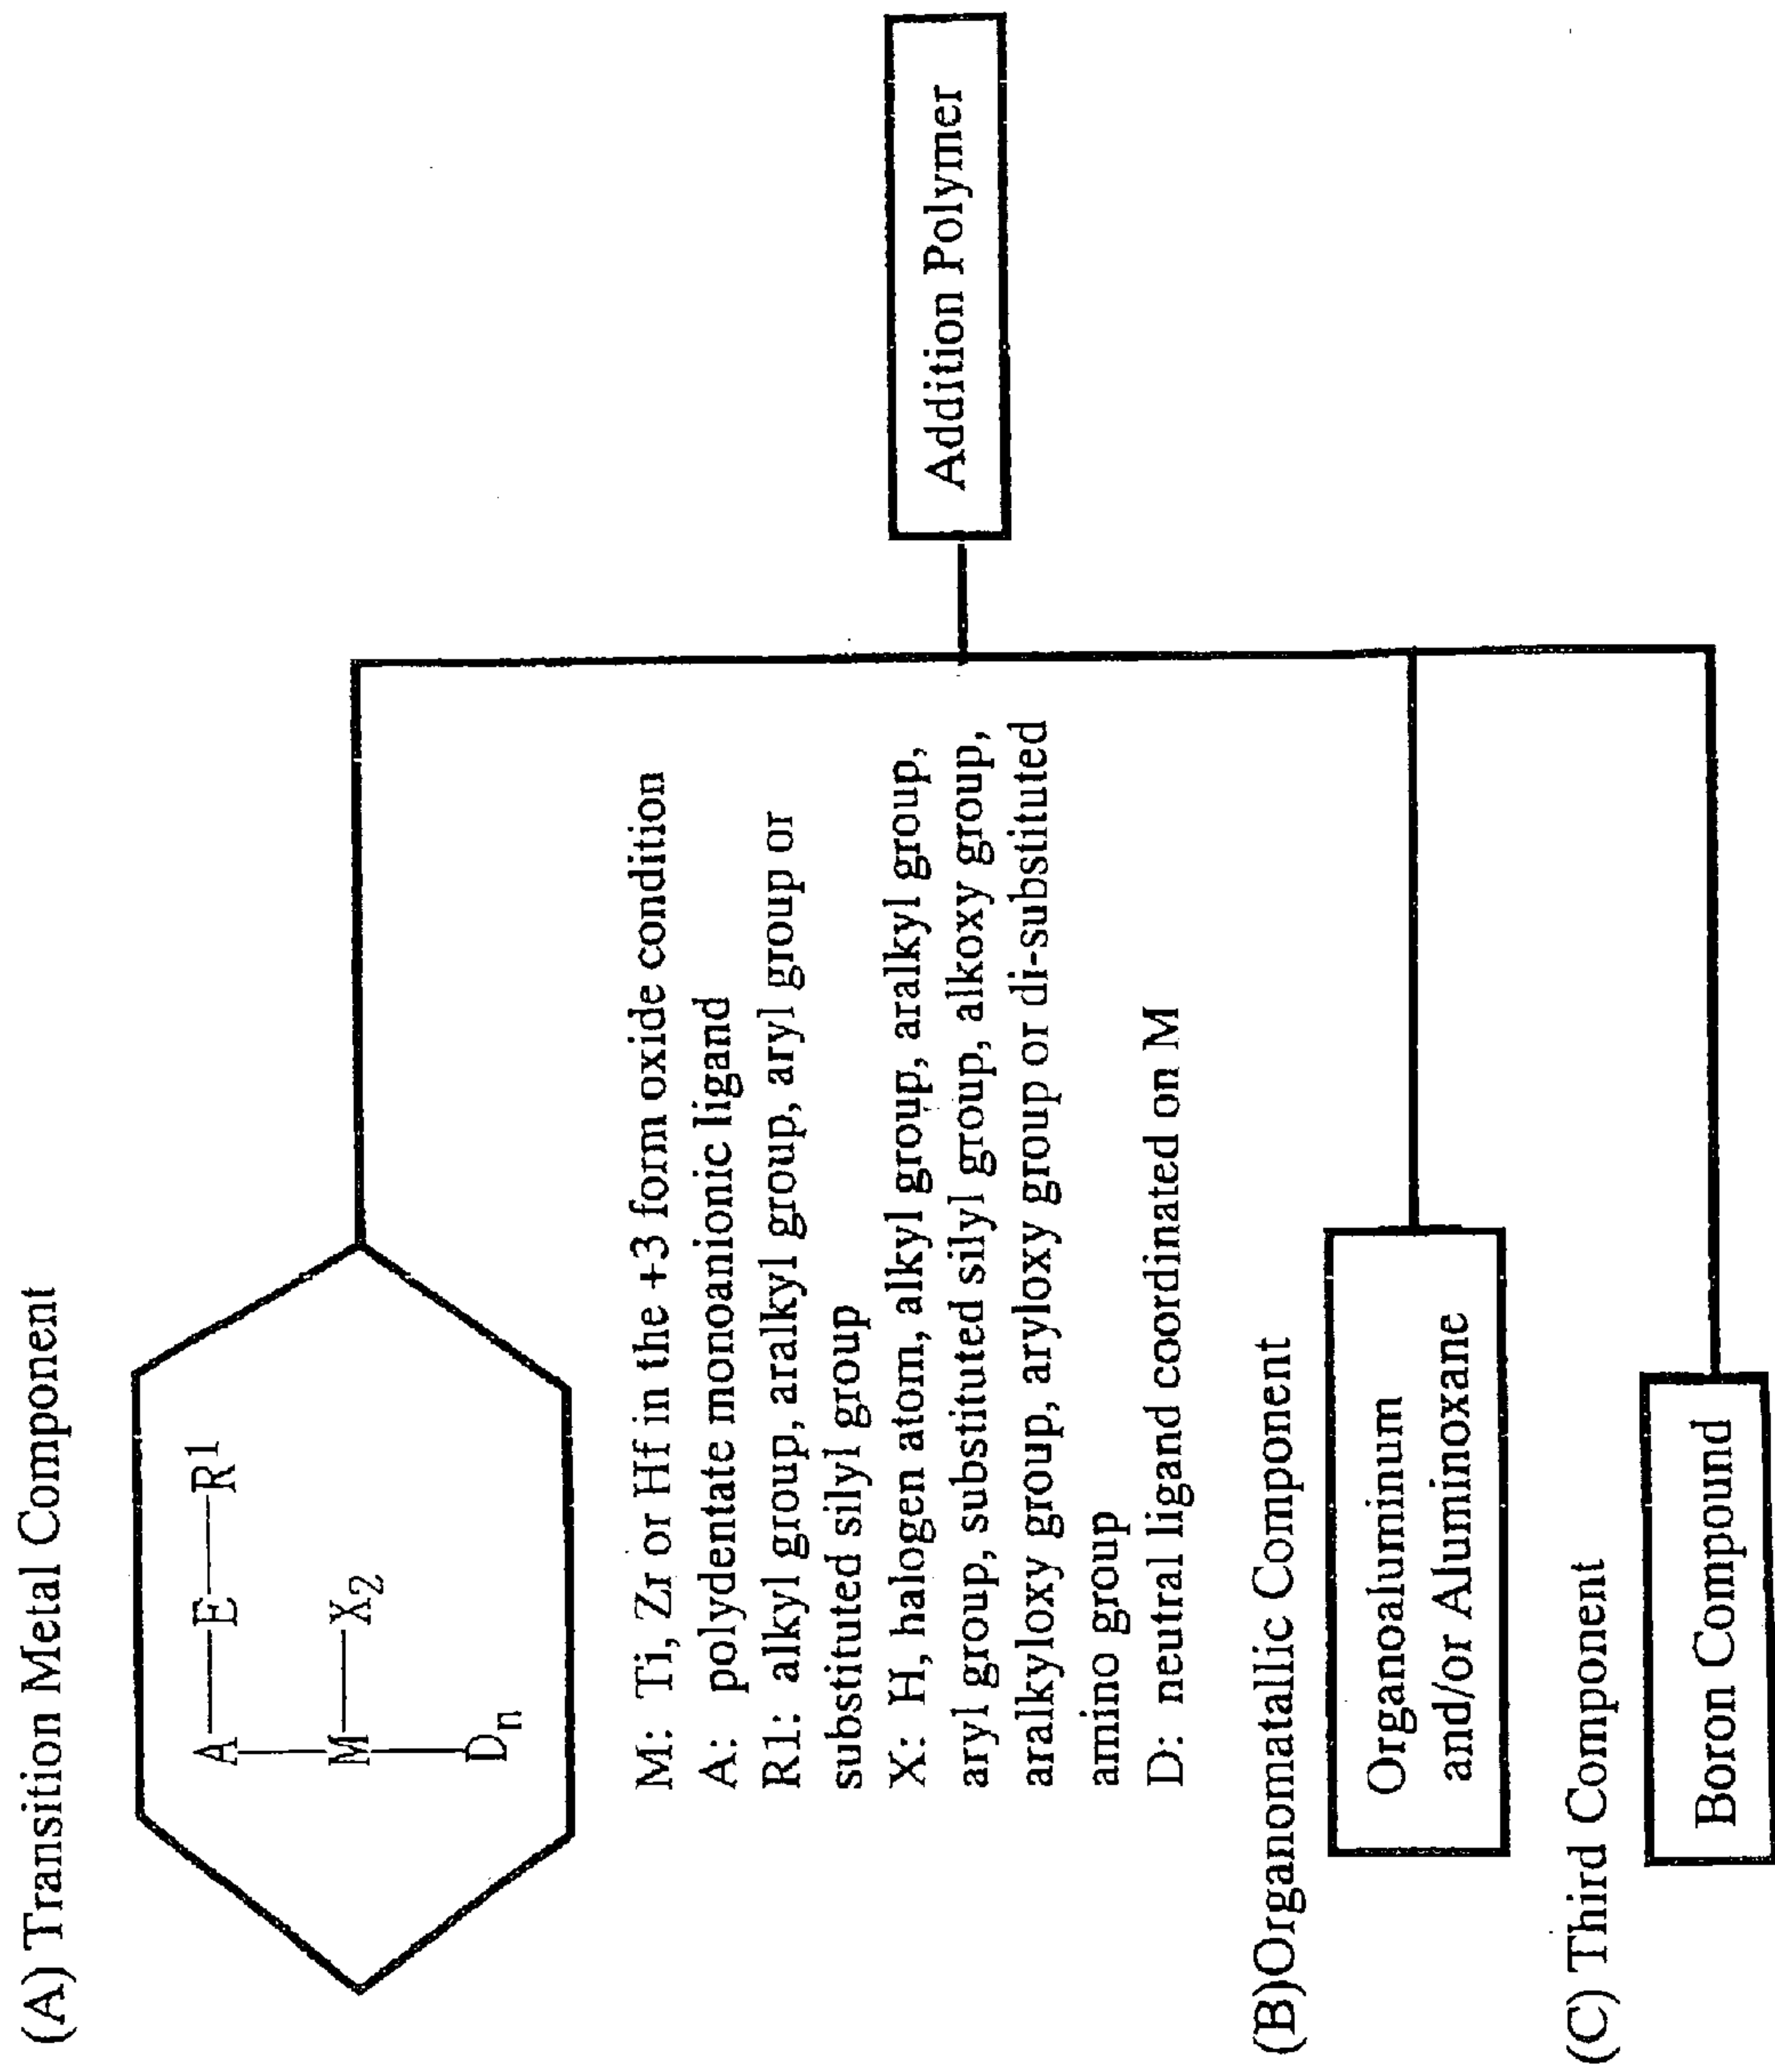 (A) Transition Metal Component
A—E—R1
M—X2
Dn
M: Ti, Zr or Hf in the +3 form oxide condition
A: polydentate monoanionic ligand
R1: alkyl group, aralkyl group, aryl group or
substituted silyl group
X: H, halogen atom, alkyl group, aralkyl group,
aryl group, substituted silyl group, alkoxy group,
aralkyloxy group, aryloxy group or di-substituted
amino group
D: neutral ligand coordinated on M
(B)Organomatallic Component
Organoaluminum
and/or Aluminoxane
(C) Third Component
Boron Compound
Addition Polymer